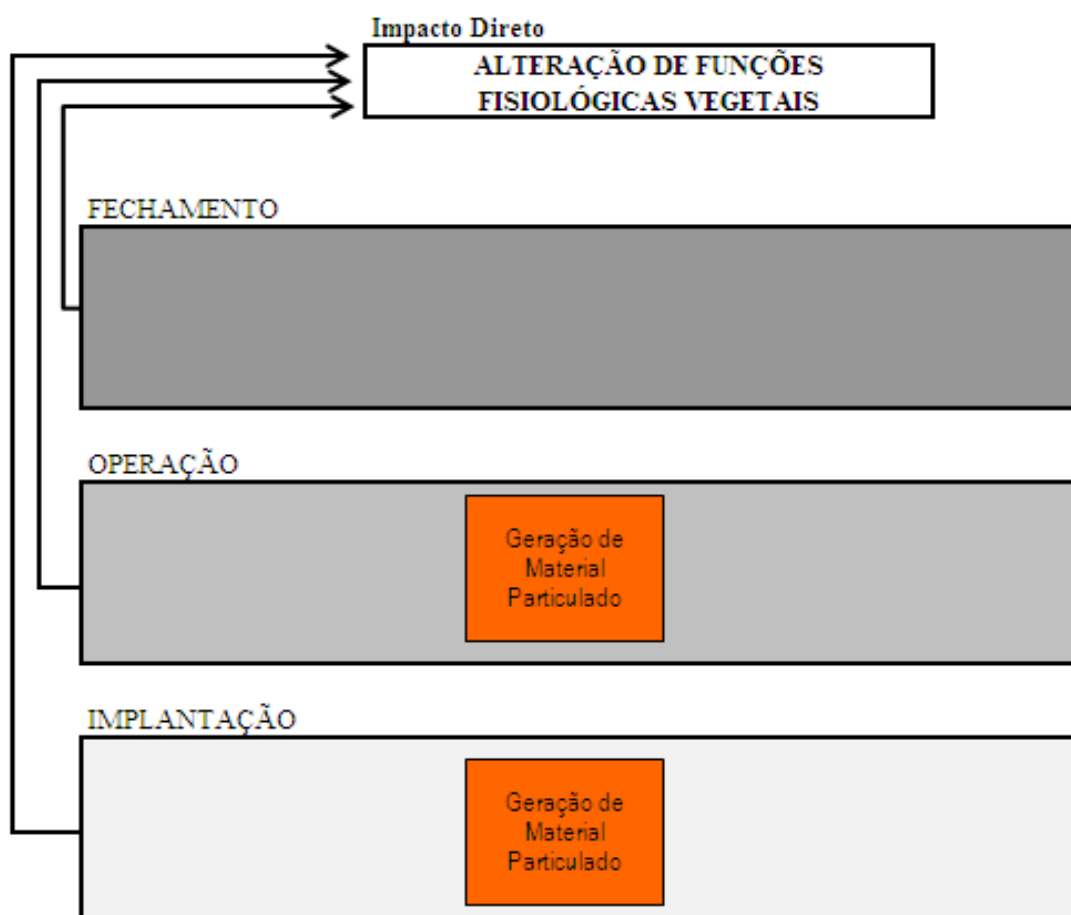 Impacto Direto
ALTERAÇÃO DE FUNÇÕES
FISIOLÓGICAS VEGETAIS
FECHAMENTO
OPERAÇÃO
Geração de
Material
Particulado
IMPLANTAÇÃO
Geração de
Material
Particulado